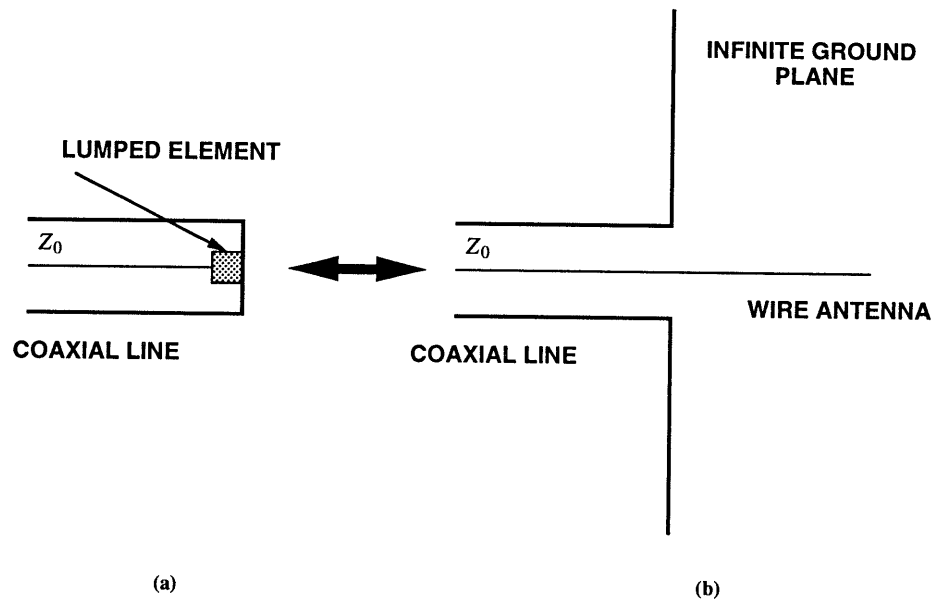 INFINITE GROUND
PLANE
LUMPED ELEMENT
Z₀
Z₀
WIRE ANTENNA
COAXIAL LINE
COAXIAL LINE
(a)
(b)